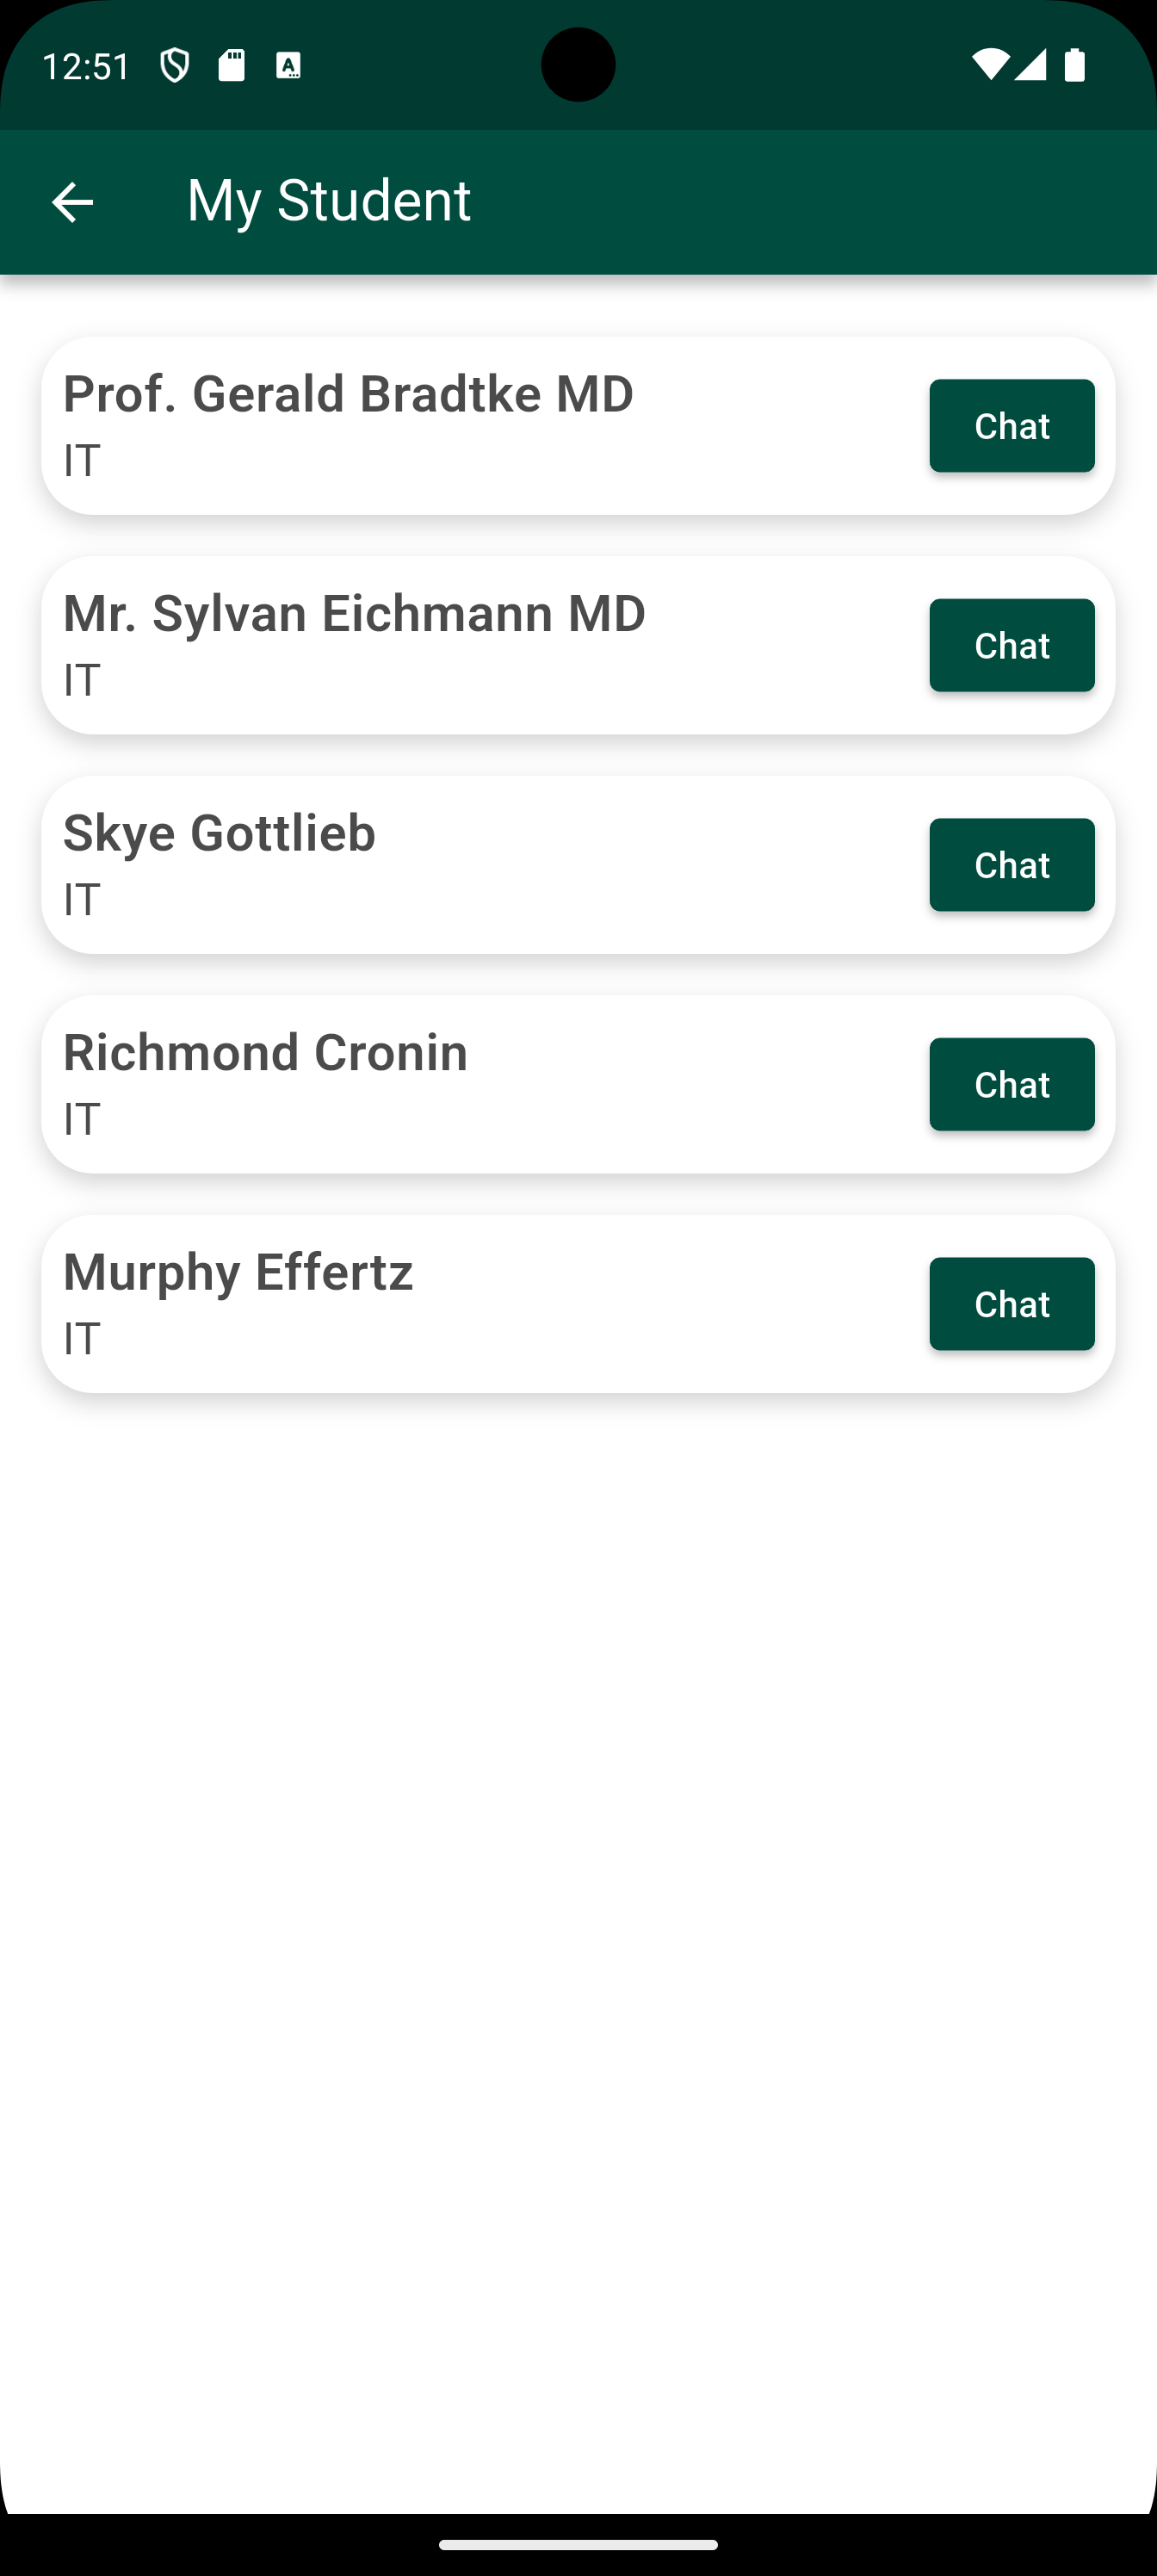 12:51
My Student
Prof. Gerald Bradtke MD
IT
Chat
Mr. Sylvan Eichmann MD
IT
Chat
Skye Gottlieb
IT
Chat
Richmond Cronin
IT
Chat
Murphy Effertz
IT
Chat